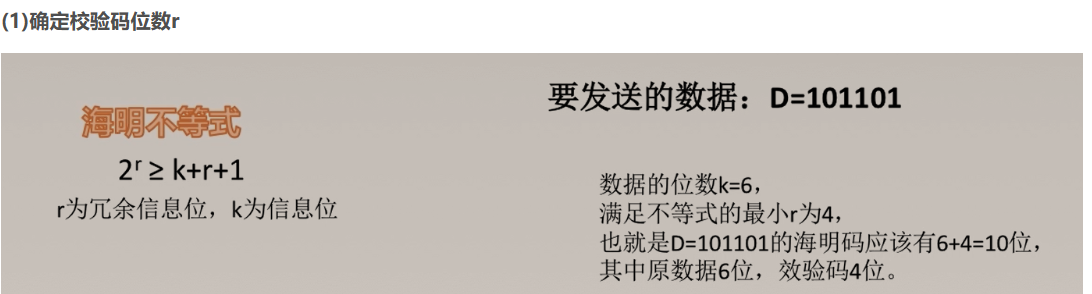 (1)确定校验码位数r
海明不等式
2ʳ ≥ k+r+1
r为冗余信息位，k为信息位
要发送的数据：D=101101
数据的位数k=6，
满足不等式的最小r为4，
也就是D=101101的海明码应该有6+4=10位，
其中原数据6位，效验码4位。